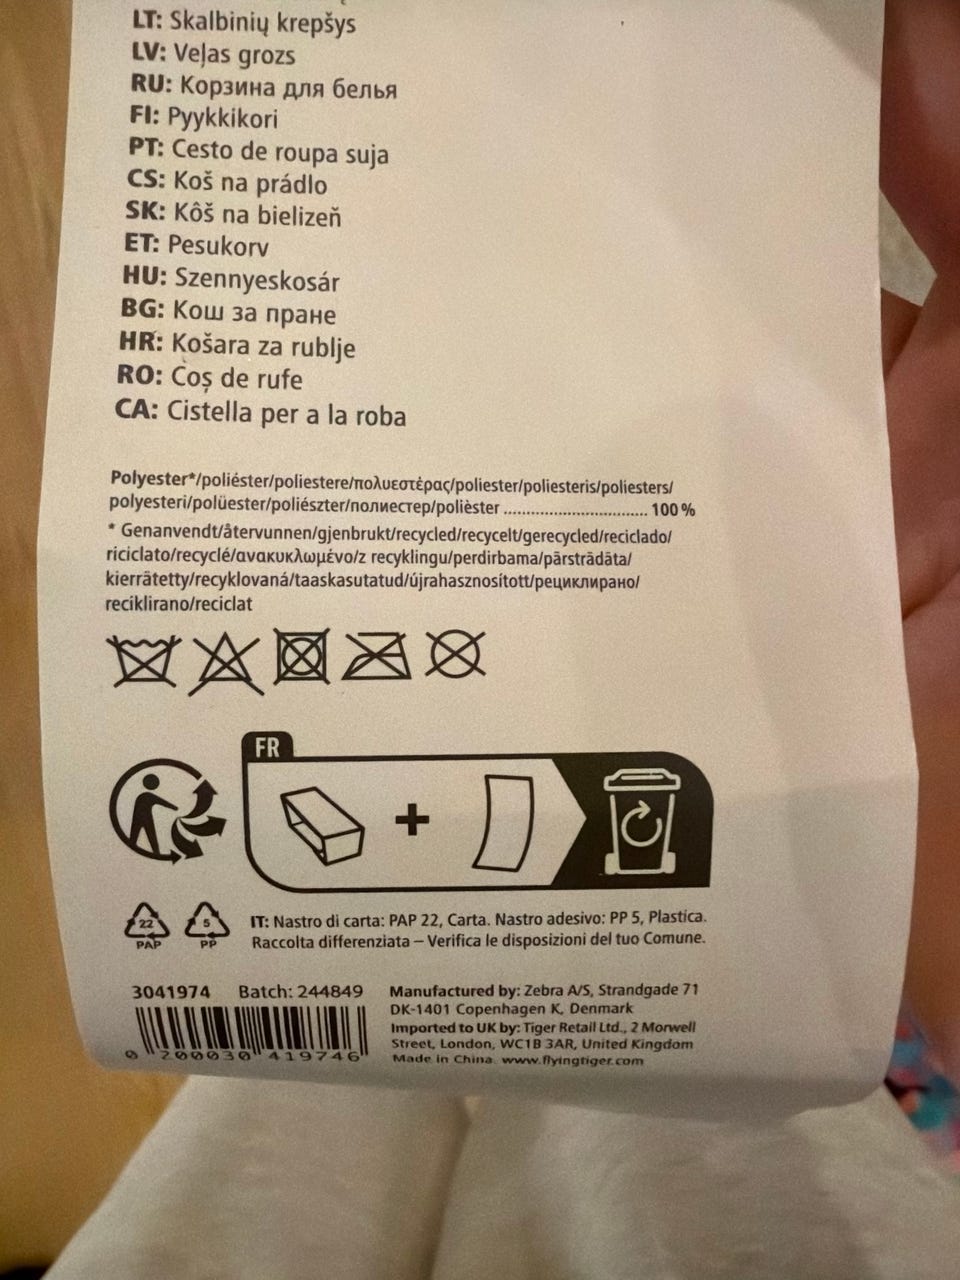 LT: Skalbinių krepšys
LV: Veļas grozs
RU: Корзина для белья
FI: Pyykkikori
PT: Cesto de roupa suja
CS: Koš na prádlo
SK: Kôš na bielizeň
ET: Pesukorv
HU: Szennyeskosár
BG: Кош за пране
HR: Košara za rublje
RO: Coș de rufe
CA: Cistella per a la roba
Polyester*/poliéster/poliestere/πολυεστέρας/poliester/poliesteris/poliesters/
polyesteri/polüester/poliészter/полиестер/polièster .............................. 100 %
* Genanvendt/återvunnen/gjenbrukt/recycled/recycelt/gerecycled/reciclado/
riciclato/recyclé/ανακυκλωμένο/z recyklingu/perdirbama/pārstrādāta/
kierrätetty/recyklovaná/taaskasutatud/újrahasznosított/рециклирано/
reciklirano/reciclat
FR
+
22 PAP
5 PP
IT: Nastro di carta: PAP 22, Carta. Nastro adesivo: PP 5, Plastica.
Raccolta differenziata – Verifica le disposizioni del tuo Comune.
3041974 Batch: 244849
0 200030 419746
Manufactured by: Zebra A/S, Strandgade 71
DK-1401 Copenhagen K, Denmark
Imported to UK by: Tiger Retail Ltd., 2 Morwell
Street, London, WC1B 3AR, United Kingdom
Made in China. www.flyingtiger.com